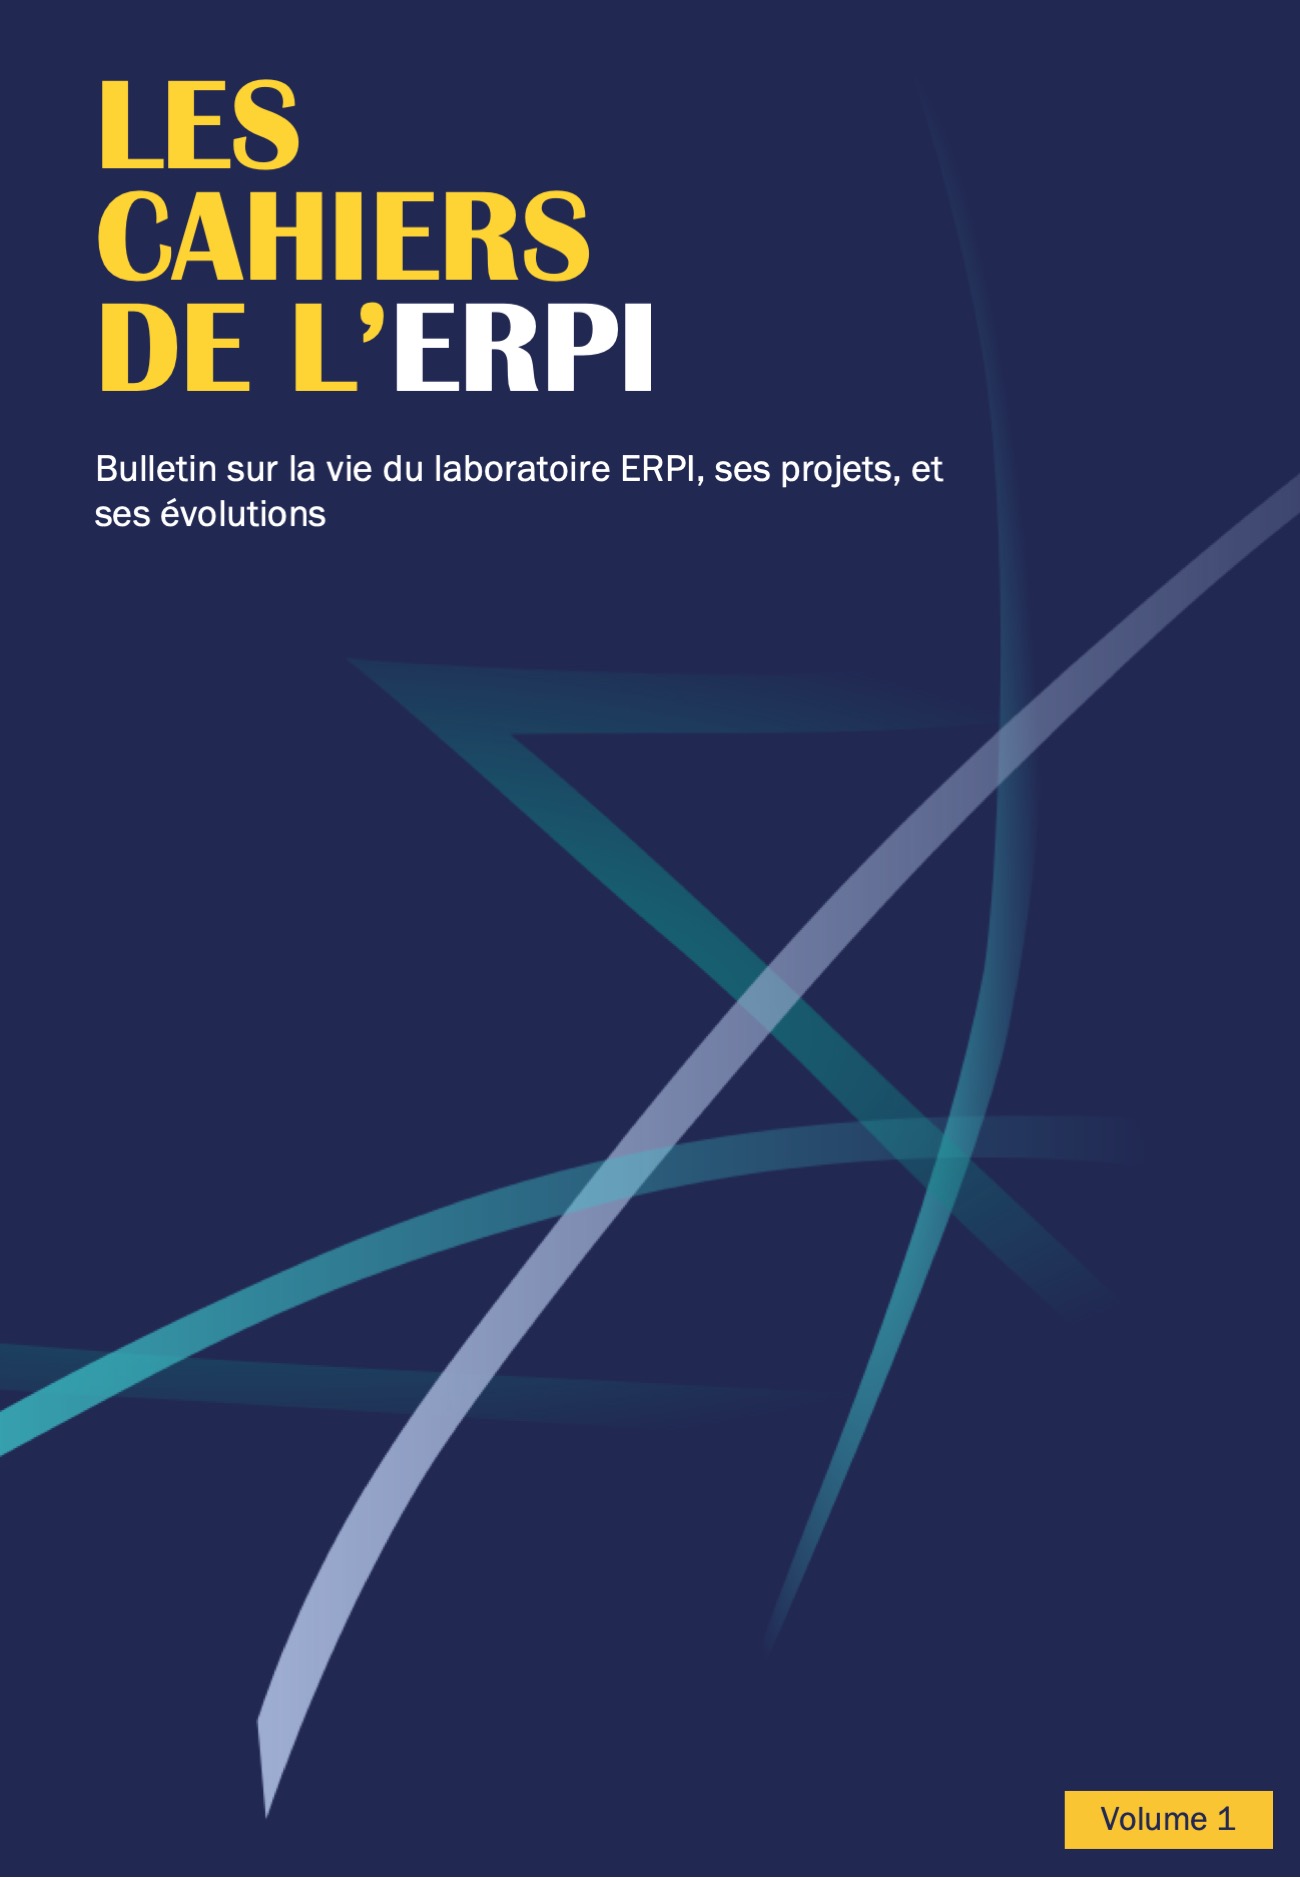 LES
CAHIERS
DE L’ERPI
Bulletin sur la vie du laboratoire ERPI, ses projets, et
ses évolutions
Volume 1